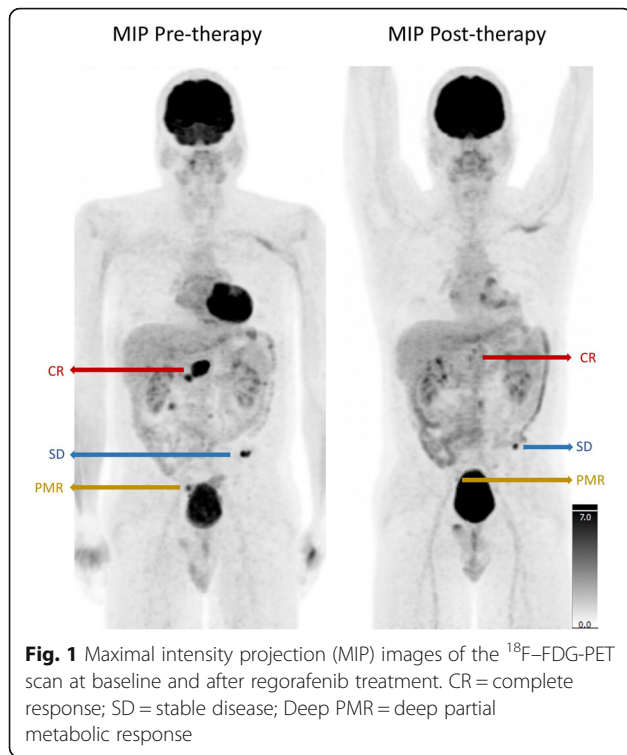 MIP Pre-therapy
MIP Post-therapy
CR
CR
SD
SD
PMR
PMR
7.0
0.0
Fig. 1 Maximal intensity projection (MIP) images of the ¹⁸F–FDG-PET
scan at baseline and after regorafenib treatment. CR = complete
response; SD = stable disease; Deep PMR = deep partial
metabolic response